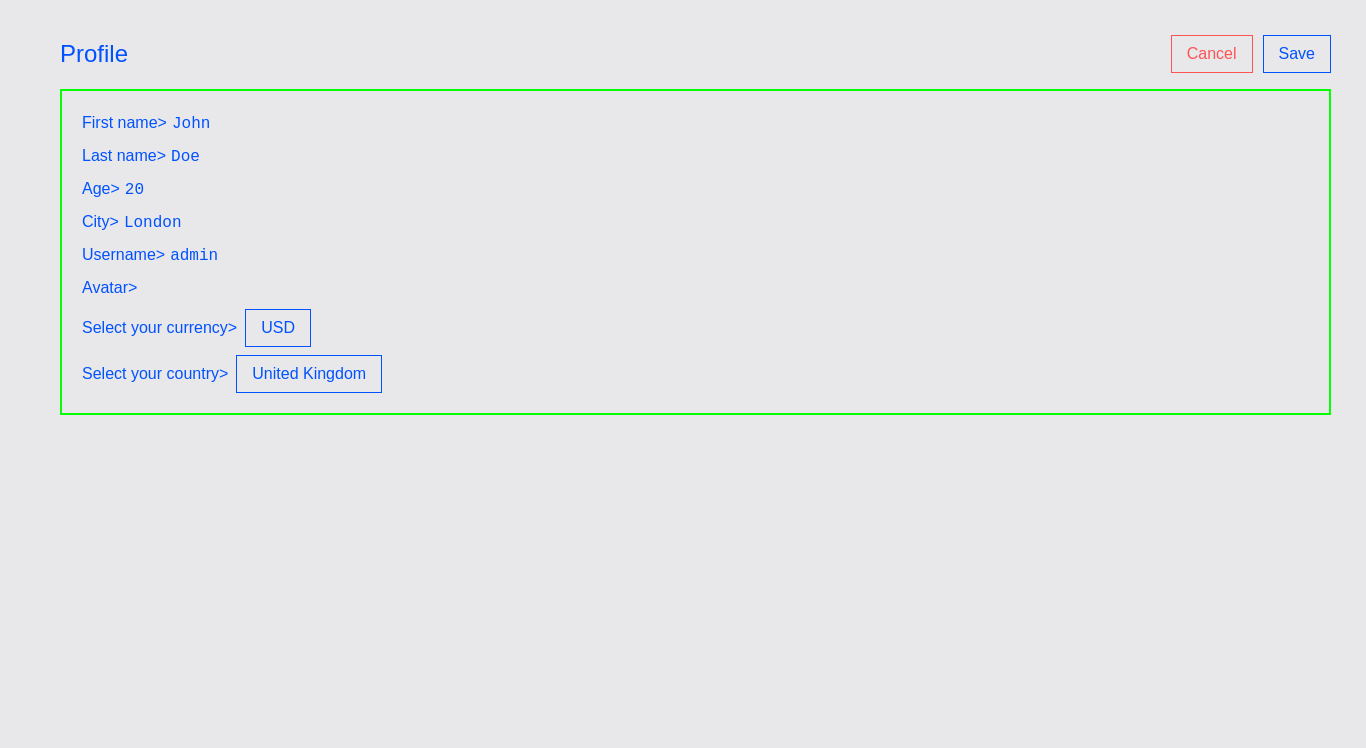 Profile
Cancel
Save
First name> John
Last name> Doe
Age> 20
City> London
Username> admin
Avatar>
Select your currency> USD
Select your country> United Kingdom